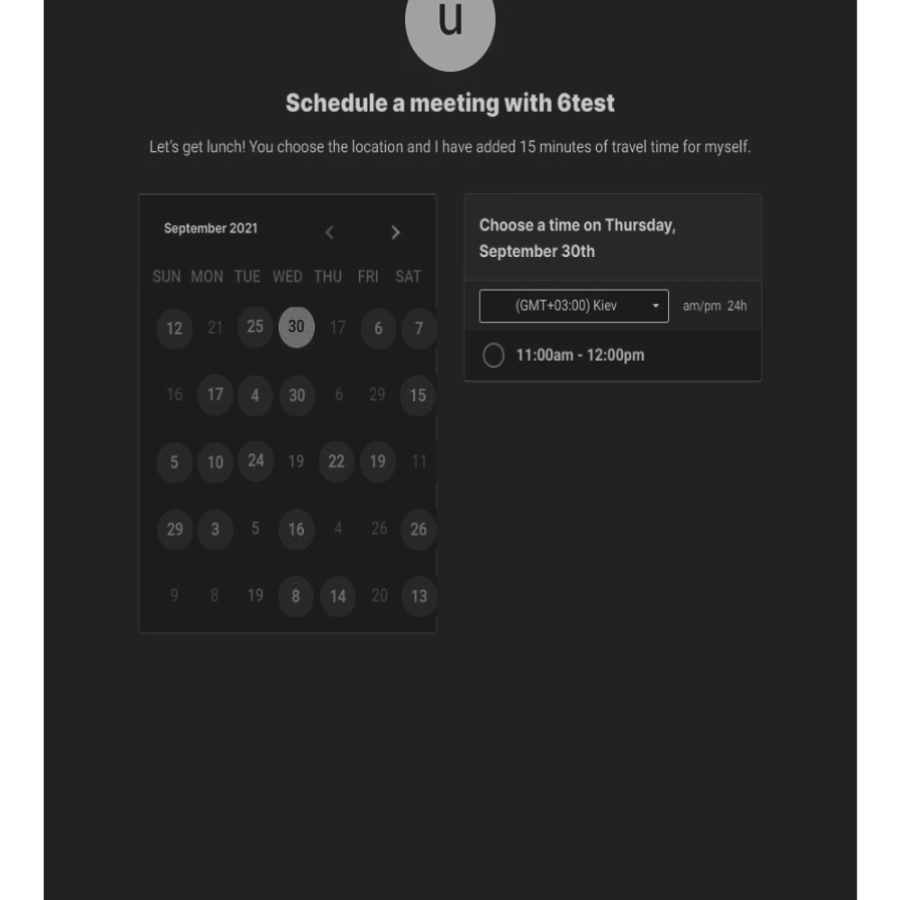 u
Schedule a meeting with 6test
Let's get lunch! You choose the location and I have added 15 minutes of travel time for myself.
September 2021
SUN MON TUE WED THU FRI SAT
12 21 25 30 17 6 7
16 17 4 30 6 29 15
5 10 24 19 22 19 11
29 3 5 16 4 26 26
9 8 19 8 14 20 13
Choose a time on Thursday,
September 30th
(GMT+03:00) Kiev am/pm 24h
11:00am - 12:00pm